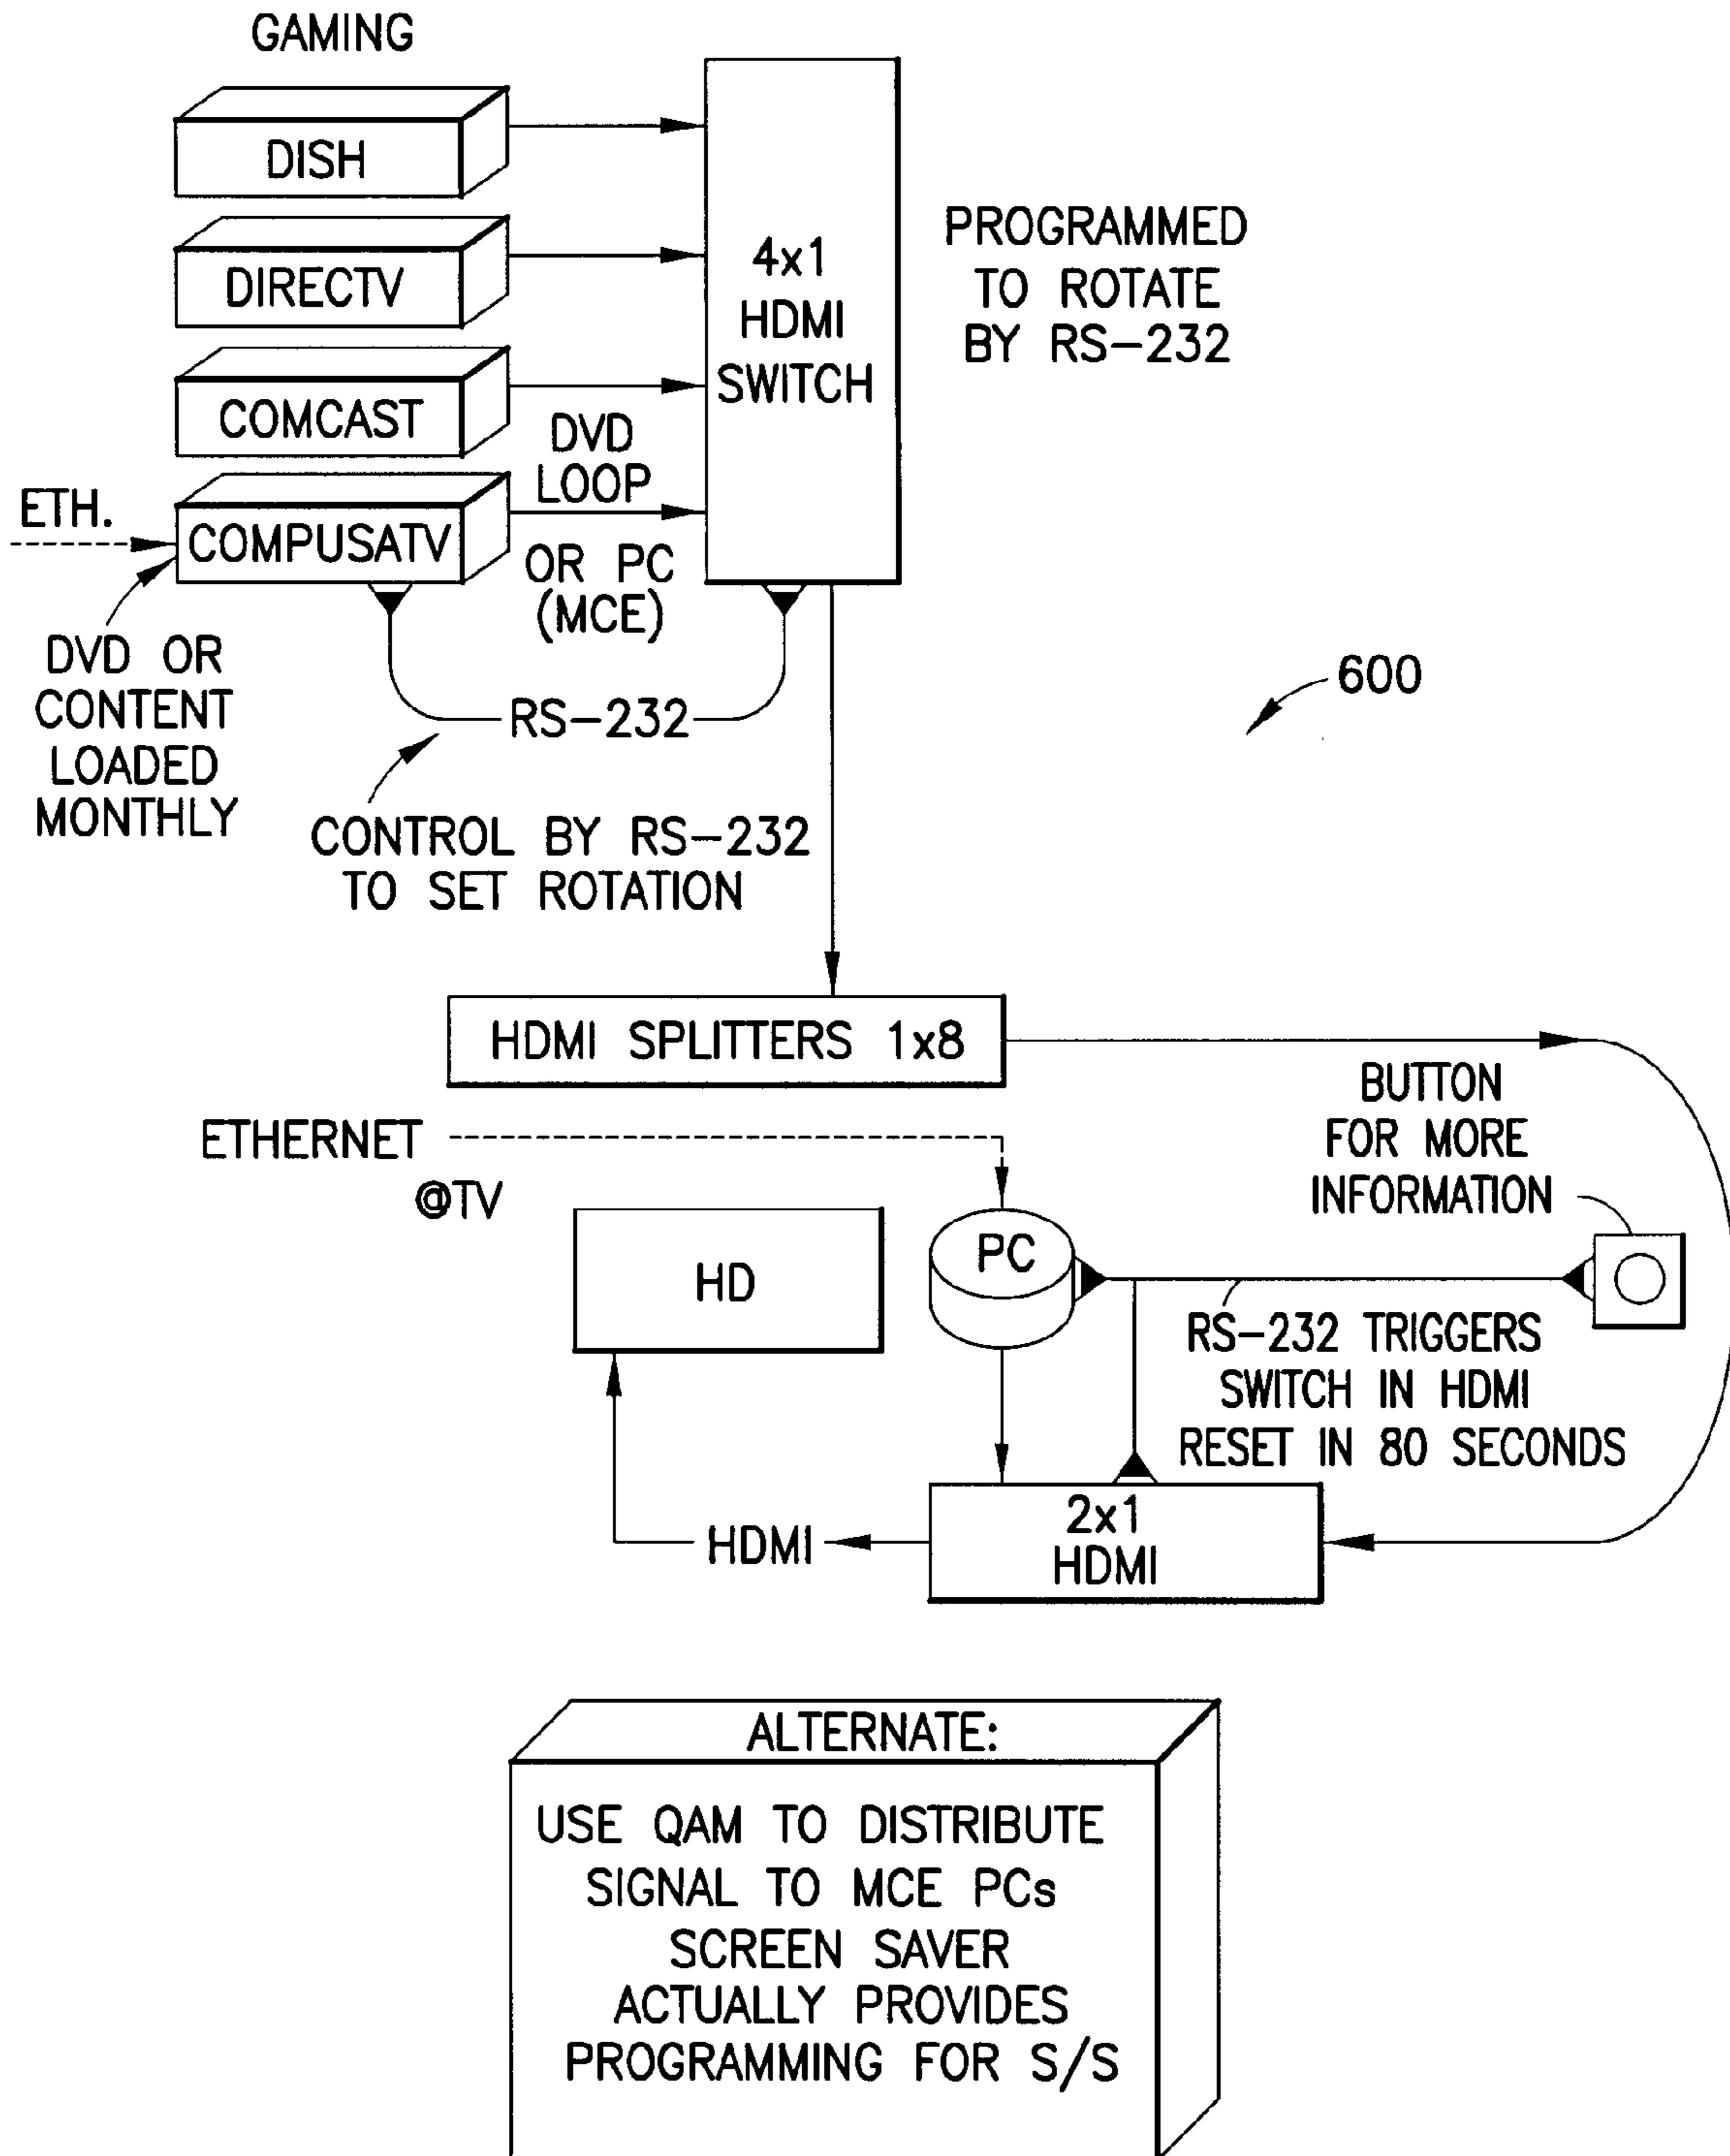 GAMING
DISH
DIRECTV
COMCAST
COMPUSATV
4x1
HDMI
SWITCH
PROGRAMMED
TO ROTATE
BY RS-232
DVD
LOOP
OR PC
(MCE)
ETH.
DVD OR
CONTENT
LOADED
MONTHLY
RS-232
CONTROL BY RS-232
TO SET ROTATION
600
HDMI SPLITTERS 1x8
ETHERNET
@TV
BUTTON
FOR MORE
INFORMATION
HD
PC
RS-232 TRIGGERS
SWITCH IN HDMI
RESET IN 80 SECONDS
2x1
HDMI
HDMI
ALTERNATE:
USE QAM TO DISTRIBUTE
SIGNAL TO MCE PCs
SCREEN SAVER
ACTUALLY PROVIDES
PROGRAMMING FOR S/S